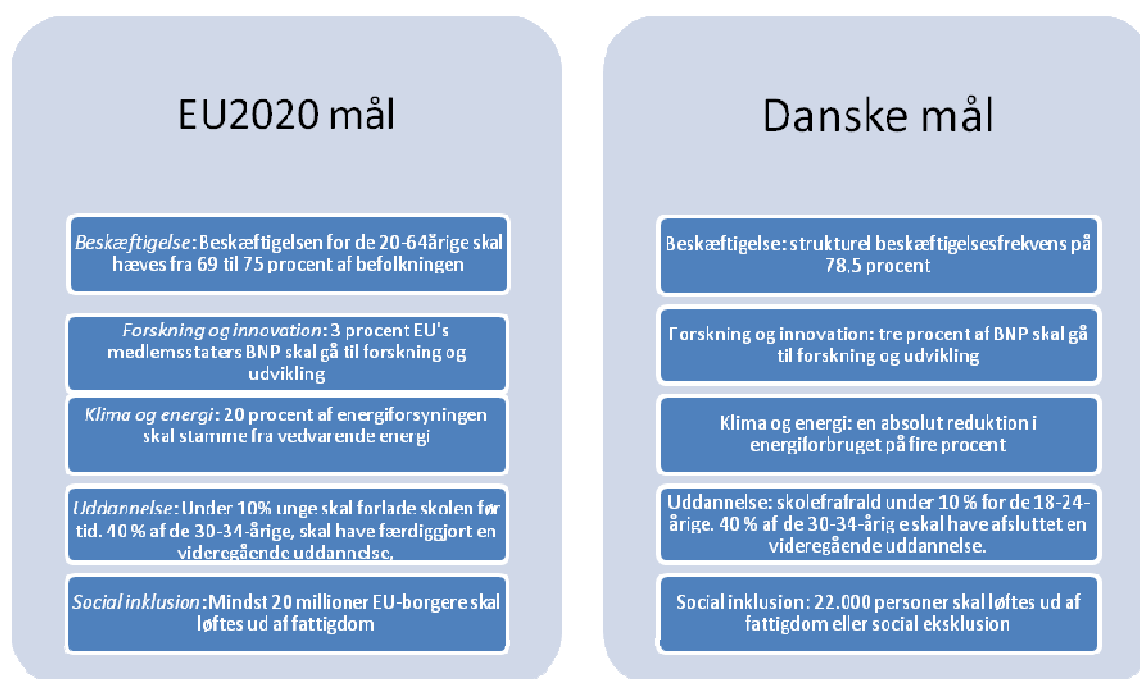 EU2020 mål
Beskæftigelse: Beskæftigelsen for de 20-64årige skal
hæves fra 69 til 75 procent af befolkningen
Forskning og innovation: 3 procent EU's
medlemsstaters BNP skal gå til forskning og
udvikling
Klima og energi: 20 procent af energiforsyningen
skal stamme fra vedvarende energi
Uddannelse: Under 10% unge skal forlade skolen før
tid. 40 % af de 30-34-årige, skal have færdiggjort en
videregående uddannelse.
Social inklusion: Mindst 20 millioner EU-borgere skal
løftes ud af fattigdom
Danske mål
Beskæftigelse: strukturel beskæftigelsesfrekvens på
78,5 procent
Forskning og innovation: tre procent af BNP skal gå
til forskning og udvikling
Klima og energi: en absolut reduktion i
energiforbruget på fire procent
Uddannelse: skolefrafrald under 10 % for de 18-24-
årige. 40 % af de 30-34-årig e skal have afsluttet en
videregående uddannelse.
Social inklusion: 22.000 personer skal løftes ud af
fattigdom eller social eksklusion